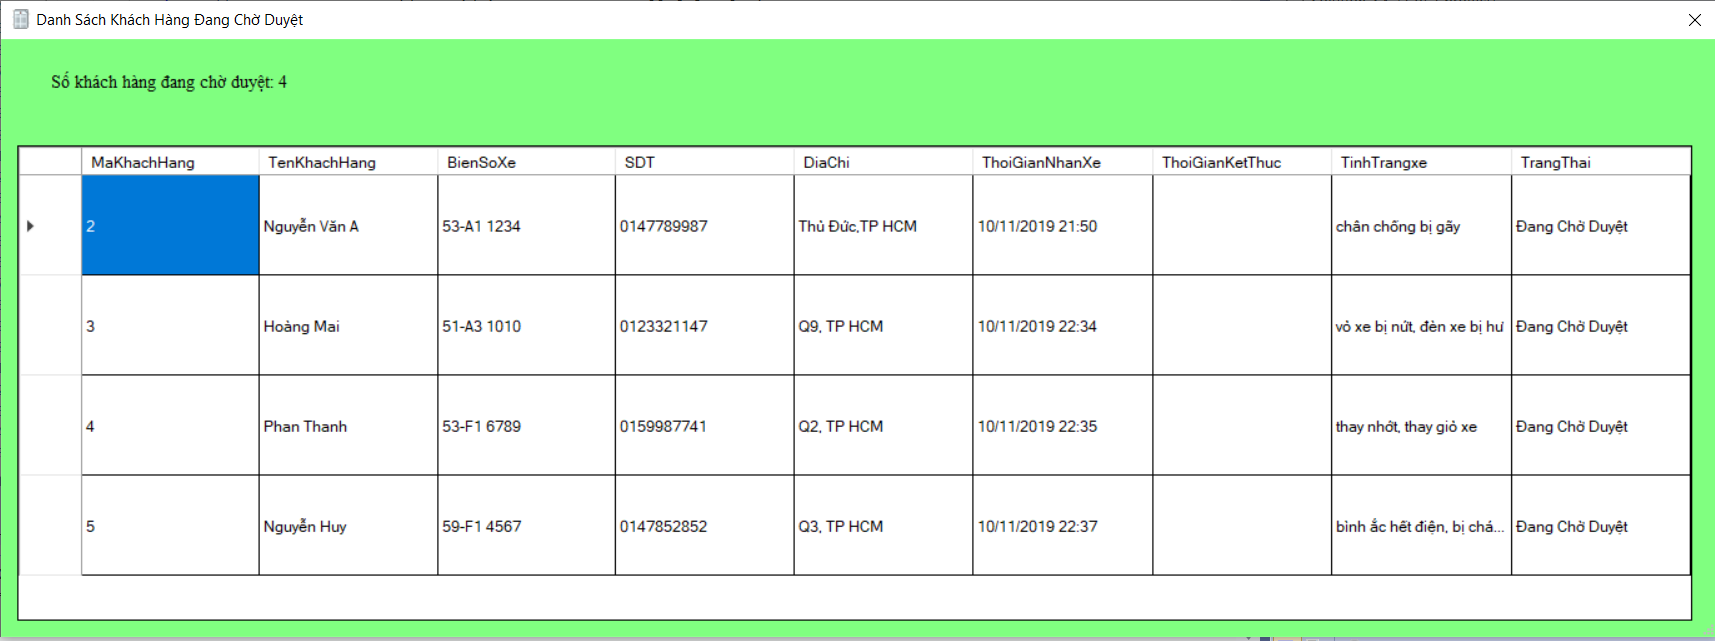 Danh Sách Khách Hàng Đang Chờ Duyệt
Số khách hàng đang chờ duyệt: 4
MaKhachHang TenKhachHang BienSoXe SDT DiaChi ThoiGianNhanXe ThoiGianKetThuc TinhTrangxe TrangThai
2 Nguyễn Văn A 53-A1 1234 0147789987 Thủ Đức,TP HCM 10/11/2019 21:50 chân chống bị gãy Đang Chờ Duyệt
3 Hoàng Mai 51-A3 1010 0123321147 Q9, TP HCM 10/11/2019 22:34 vỏ xe bị nứt, đèn xe bị hư Đang Chờ Duyệt
4 Phan Thanh 53-F1 6789 0159987741 Q2, TP HCM 10/11/2019 22:35 thay nhớt, thay giỏ xe Đang Chờ Duyệt
5 Nguyễn Huy 59-F1 4567 0147852852 Q3, TP HCM 10/11/2019 22:37 bình ắc hết điện, bị chá... Đang Chờ Duyệt